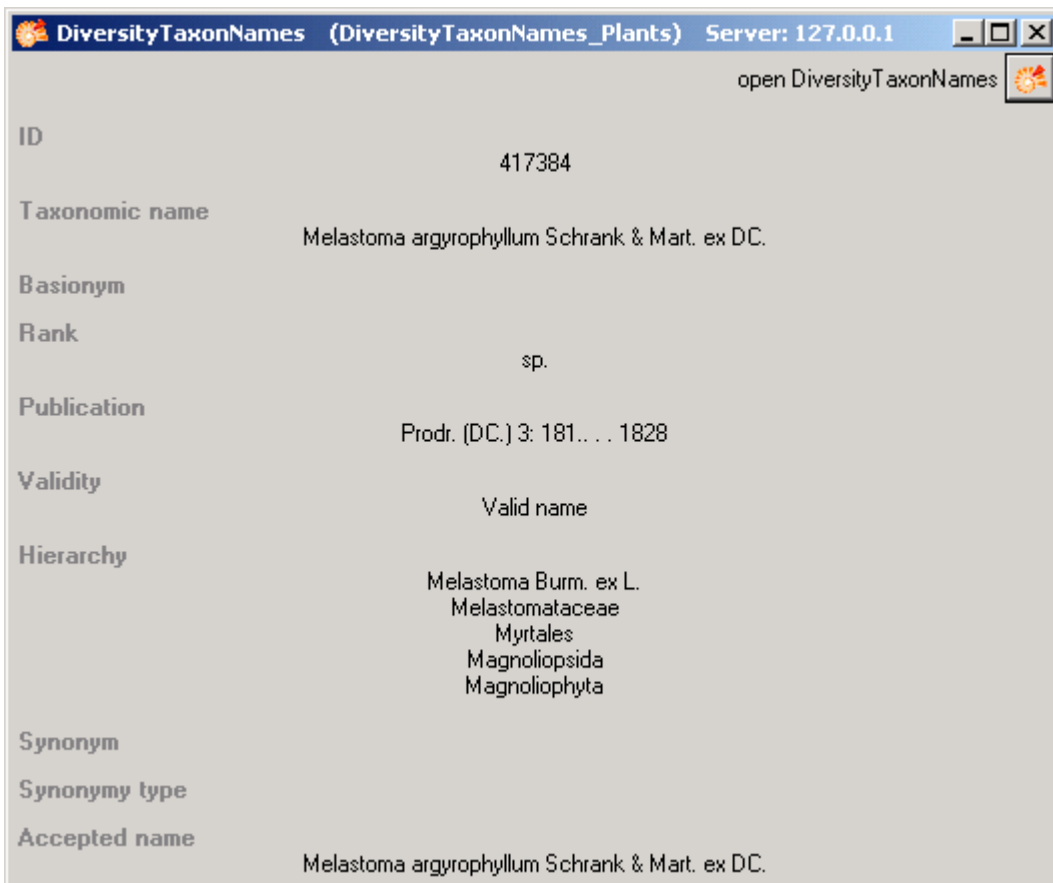 DiversityTaxonNames (DiversityTaxonNames_Plants) Server: 127.0.0.1
open DiversityTaxonNames
ID
417384
Taxonomic name
Melastoma argyrophyllum Schrank & Mart. ex DC.
Basionym
Rank
sp.
Publication
Prodr. (DC.) 3: 181.. . . 1828
Validity
Valid name
Hierarchy
Melastoma Burm. ex L.
Melastomataceae
Myrtales
Magnoliopsida
Magnoliophyta
Synonym
Synonymy type
Accepted name
Melastoma argyrophyllum Schrank & Mart. ex DC.